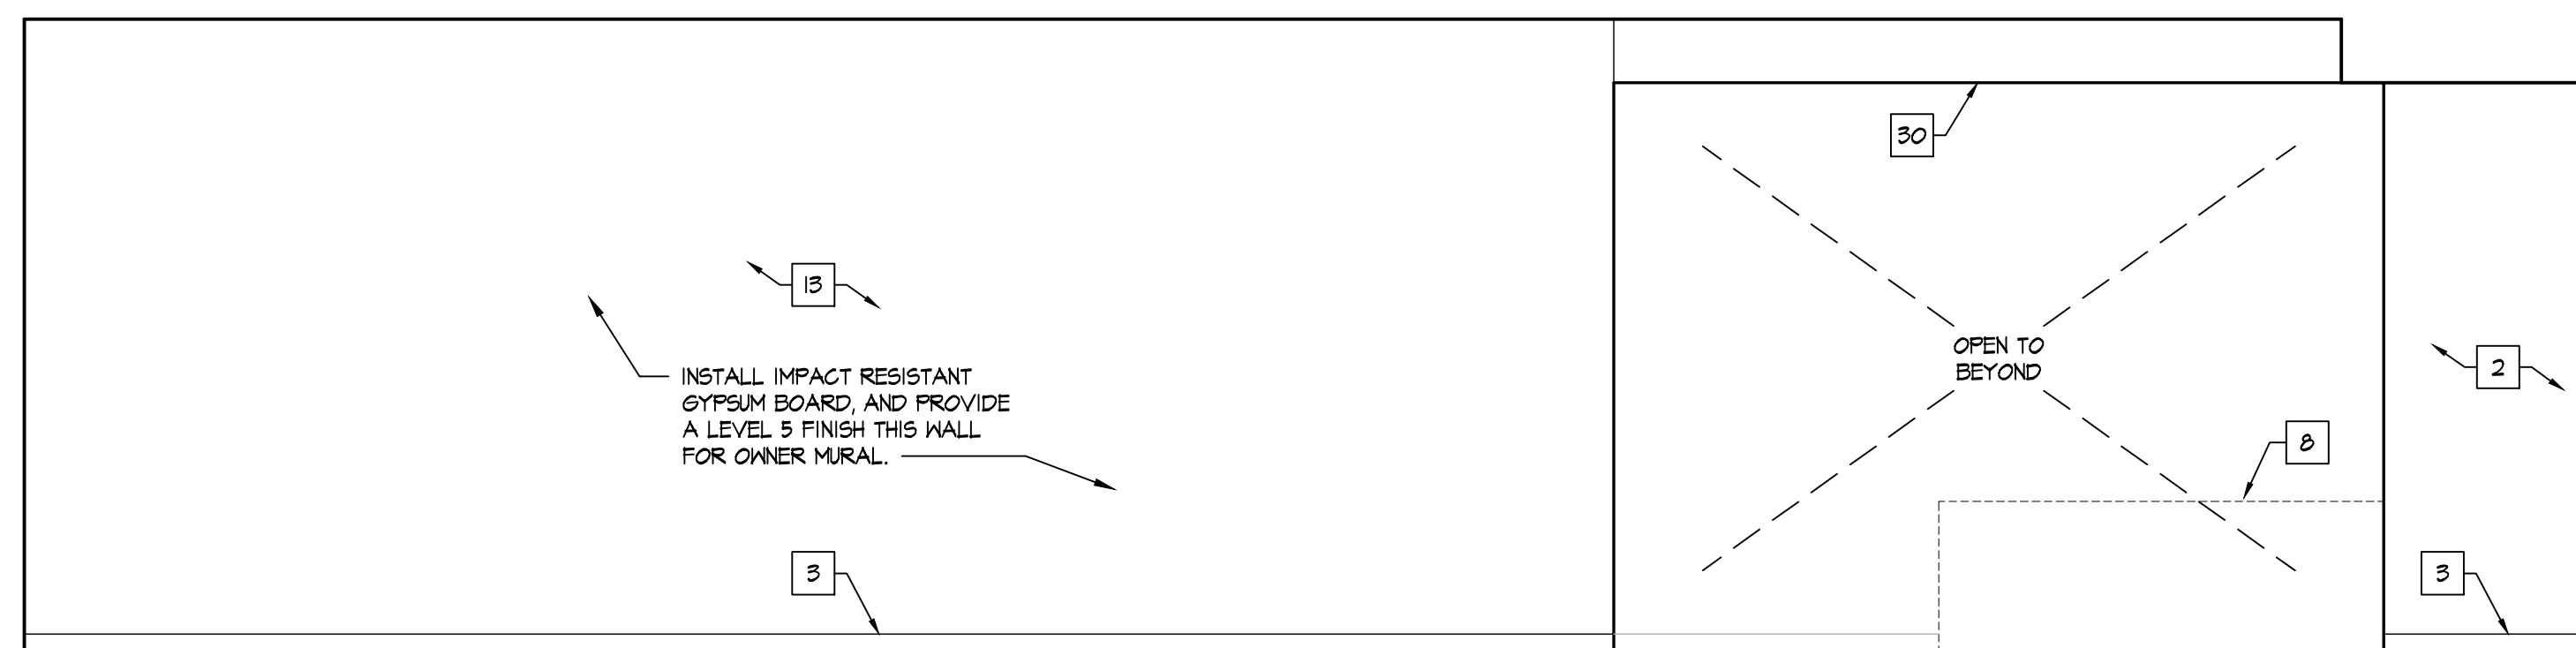 30
13
OPEN TO
BEYOND
2
INSTALL IMPACT RESISTANT
GYPSUM BOARD, AND PROVIDE
A LEVEL 5 FINISH THIS WALL
FOR OWNER MURAL.
8
3
3